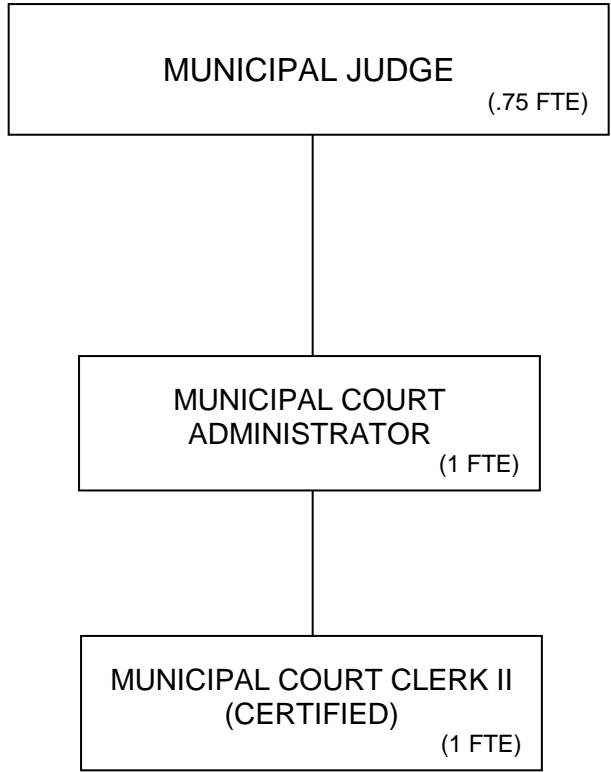 MUNICIPAL JUDGE
(.75 FTE)
MUNICIPAL COURT
ADMINISTRATOR
(1 FTE)
MUNICIPAL COURT CLERK II
(CERTIFIED)
(1 FTE)